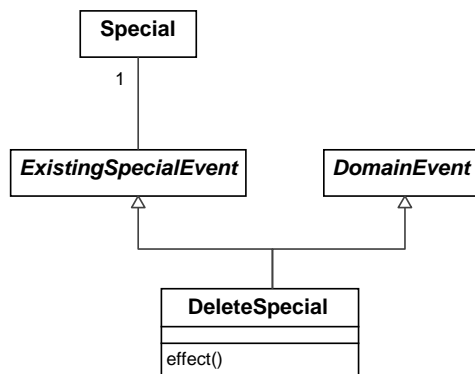 Special
1
ExistingSpecialEvent
DomainEvent
DeleteSpecial
effect()